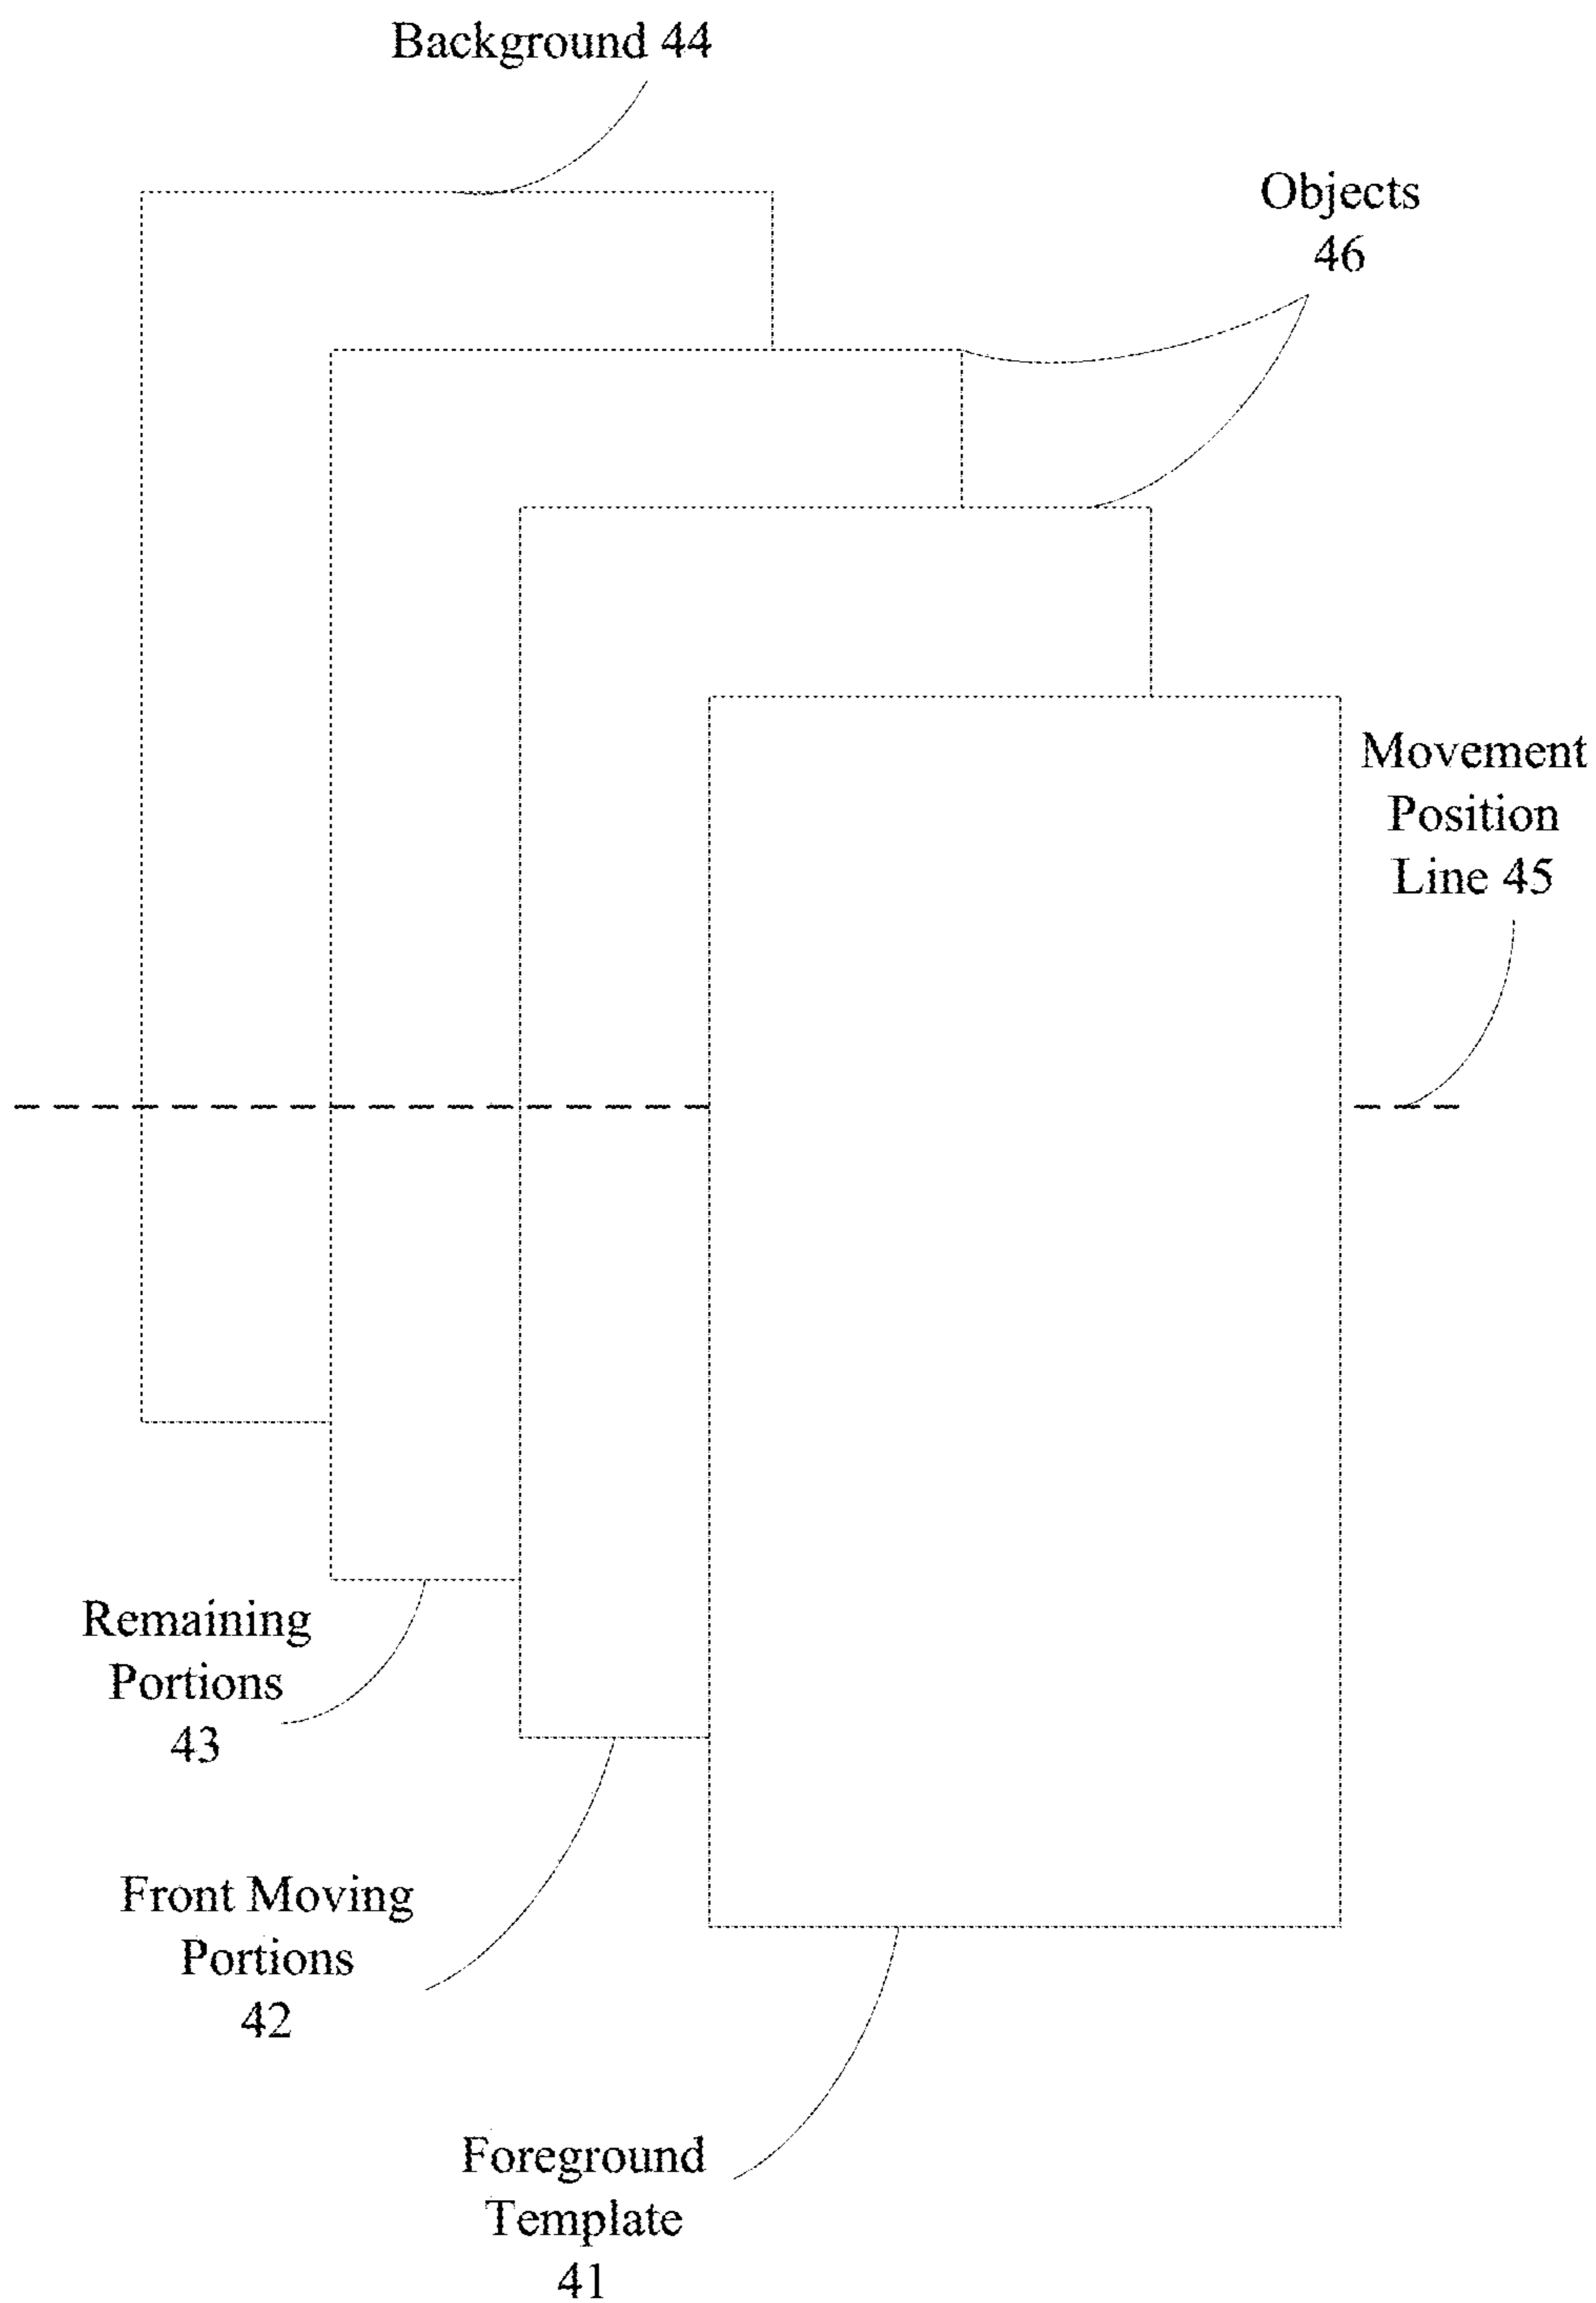 Background 44
Objects
46
Movement
Position
Line 45
Remaining
Portions
43
Front Moving
Portions
42
Foreground
Template
41